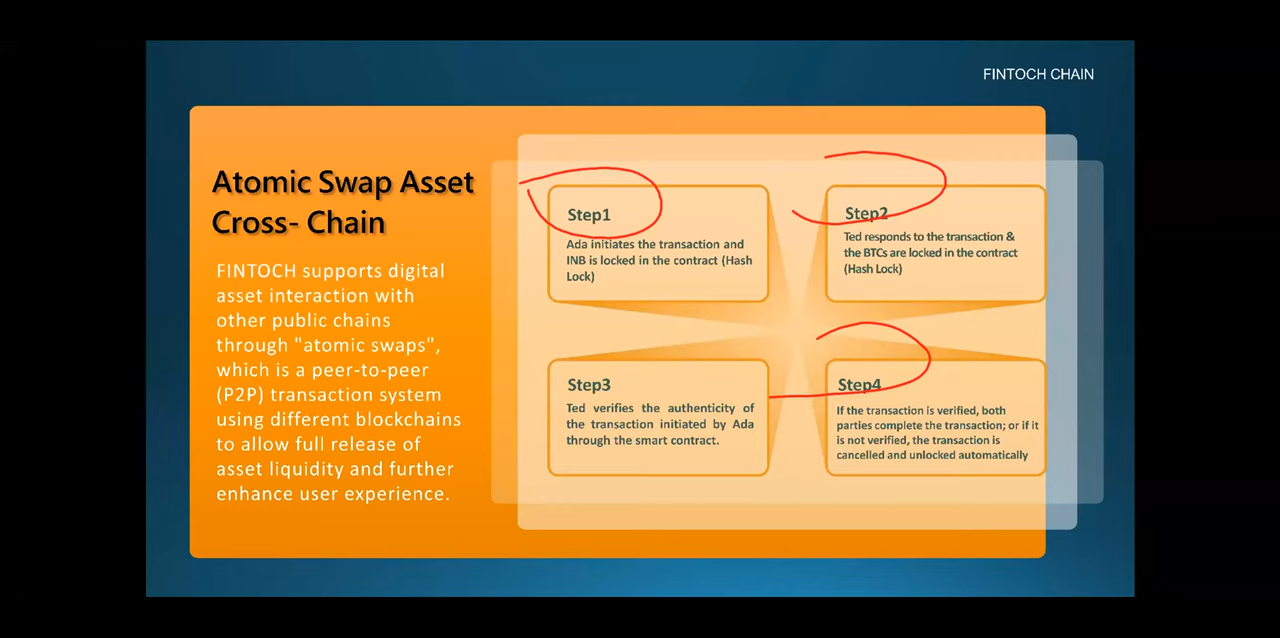 FINTOCH CHAIN
Atomic Swap Asset
Cross- Chain
FINTOCH supports digital
asset interaction with
other public chains
through "atomic swaps",
which is a peer-to-peer
(P2P) transaction system
using different blockchains
to allow full release of
asset liquidity and further
enhance user experience.
Step1
Ada initiates the transaction and
INB is locked in the contract (Hash
Lock)
Step2
Ted responds to the transaction &
the BTCs are locked in the contract
(Hash Lock)
Step3
Ted verifies the authenticity of
the transaction initiated by Ada
through the smart contract.
Step4
If the transaction is verified, both
parties complete the transaction; or if it
is not verified, the transaction is
cancelled and unlocked automatically